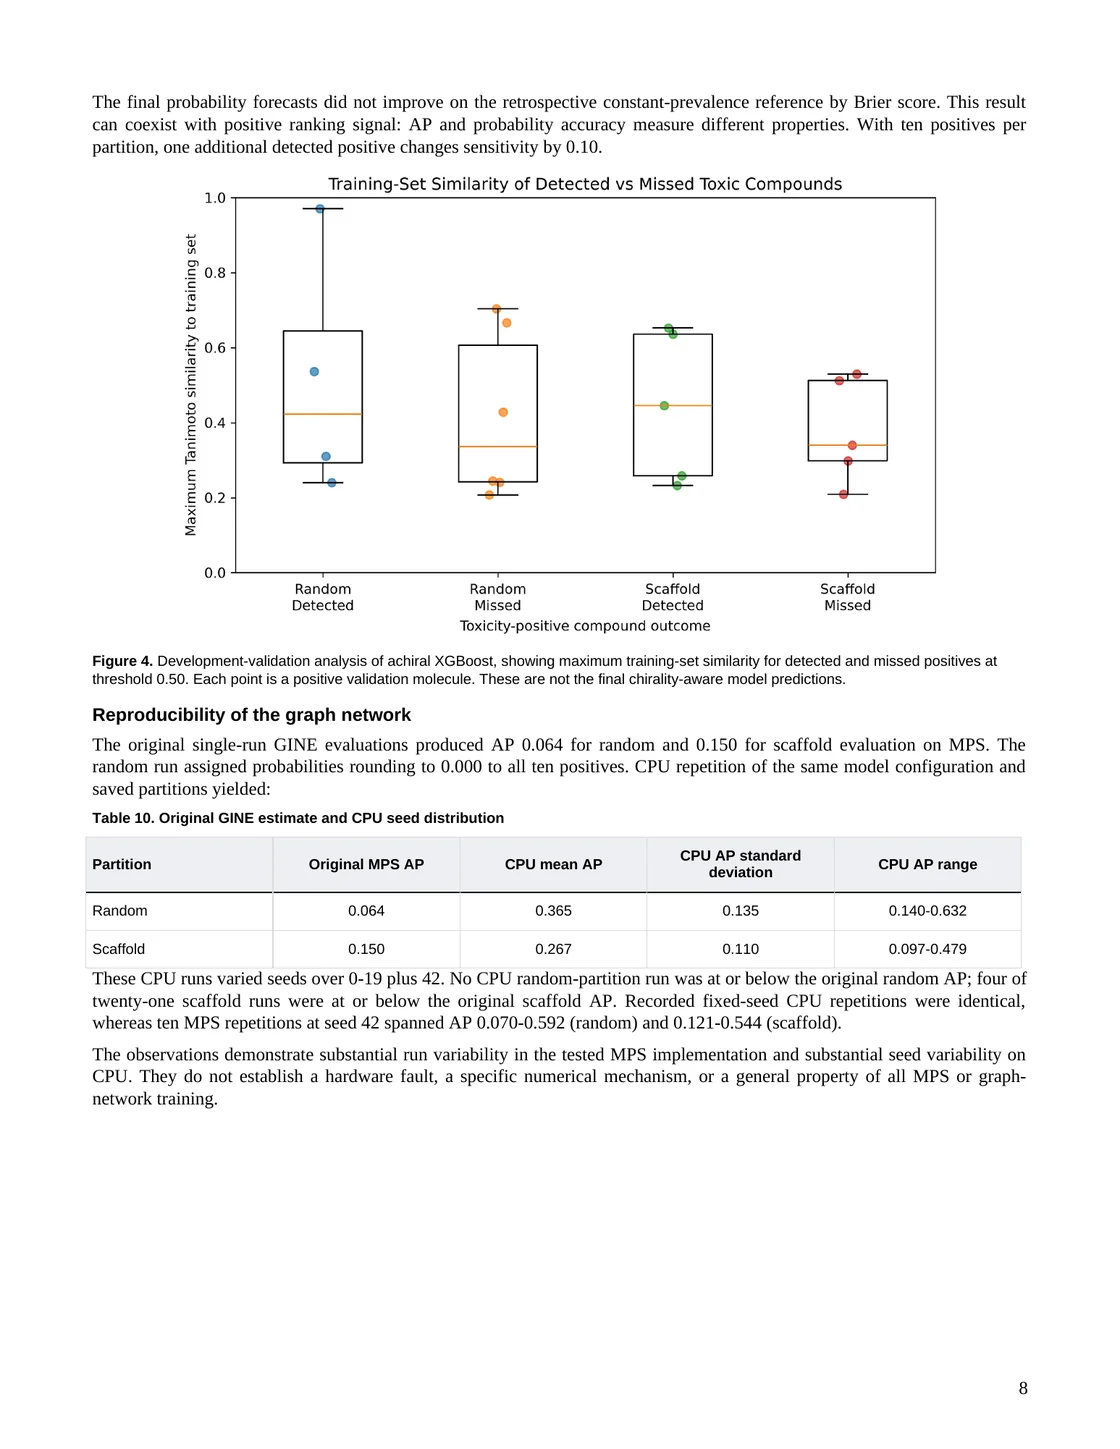 The final probability forecasts did not improve on the retrospective constant-prevalence reference by Brier score. This result
can coexist with positive ranking signal: AP and probability accuracy measure different properties. With ten positives per
partition, one additional detected positive changes sensitivity by 0.10.
Training-Set Similarity of Detected vs Missed Toxic Compounds
Maximum Tanimoto similarity to training set
1.0
0.8
0.6
0.4
0.2
0.0
Random
Detected
Random
Missed
Scaffold
Detected
Scaffold
Missed
Toxicity-positive compound outcome
Figure 4. Development-validation analysis of achiral XGBoost, showing maximum training-set similarity for detected and missed positives at
threshold 0.50. Each point is a positive validation molecule. These are not the final chirality-aware model predictions.
Reproducibility of the graph network
The original single-run GINE evaluations produced AP 0.064 for random and 0.150 for scaffold evaluation on MPS. The
random run assigned probabilities rounding to 0.000 to all ten positives. CPU repetition of the same model configuration and
saved partitions yielded:
Table 10. Original GINE estimate and CPU seed distribution
Partition Original MPS AP CPU mean AP CPU AP standard deviation CPU AP range
Random 0.064 0.365 0.135 0.140-0.632
Scaffold 0.150 0.267 0.110 0.097-0.479
These CPU runs varied seeds over 0-19 plus 42. No CPU random-partition run was at or below the original random AP; four of
twenty-one scaffold runs were at or below the original scaffold AP. Recorded fixed-seed CPU repetitions were identical,
whereas ten MPS repetitions at seed 42 spanned AP 0.070-0.592 (random) and 0.121-0.544 (scaffold).
The observations demonstrate substantial run variability in the tested MPS implementation and substantial seed variability on
CPU. They do not establish a hardware fault, a specific numerical mechanism, or a general property of all MPS or graph-
network training.
8